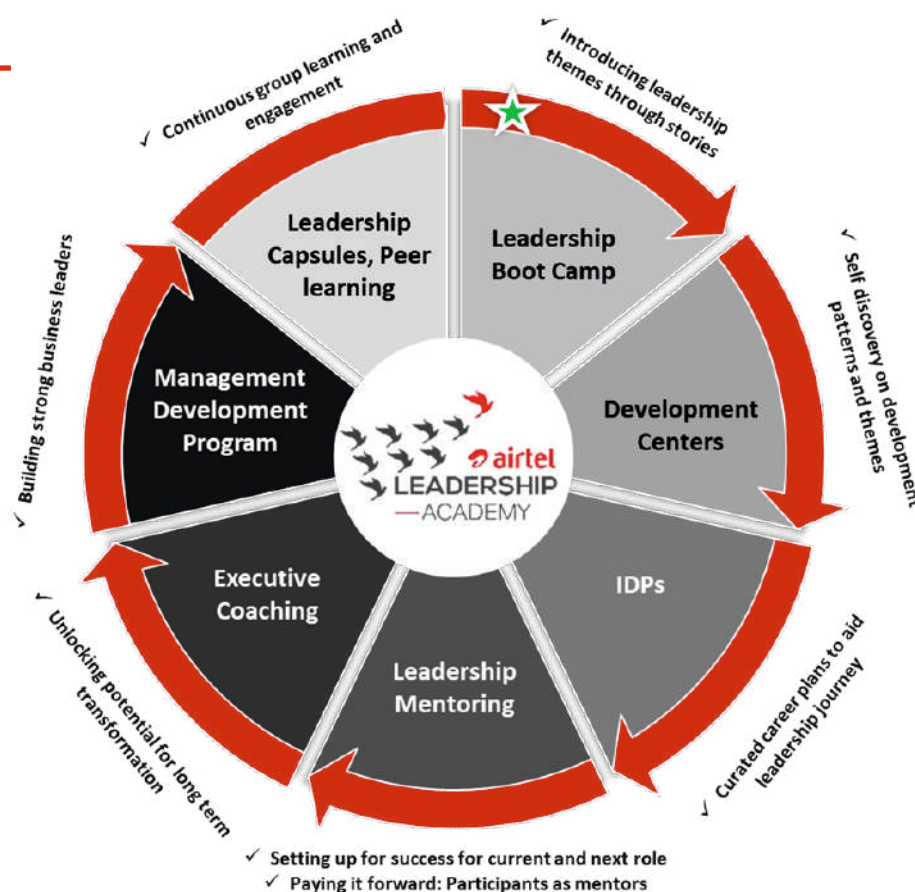 ✓ Introducing leadership
themes through stories
Leadership
Boot Camp
✓ Self discovery on development
patterns and themes
Development
Centers
IDPs
✓ Curated career plans to aid
leadership journey
Leadership
Mentoring
✓ Setting up for success for current and next role
✓ Paying it forward: Participants as mentors
Executive
Coaching
✓ Unlocking potential for long term
transformation
Management
Development
Program
✓ Building strong business leaders
Leadership
Capsules, Peer
learning
✓ Continuous group learning and
engagement
airtel
LEADERSHIP
ACADEMY